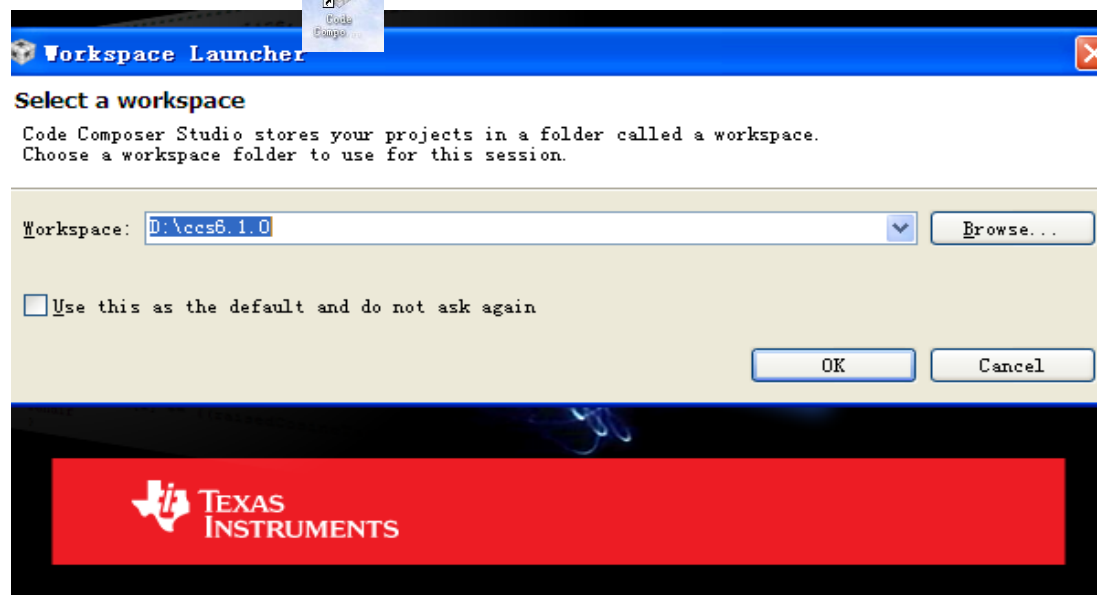 Code
Compo...
Workspace Launcher
Select a workspace
Code Composer Studio stores your projects in a folder called a workspace.
Choose a workspace folder to use for this session.
Workspace: D:\ccs6.1.0 Browse...
Use this as the default and do not ask again
OK Cancel
TEXAS
INSTRUMENTS